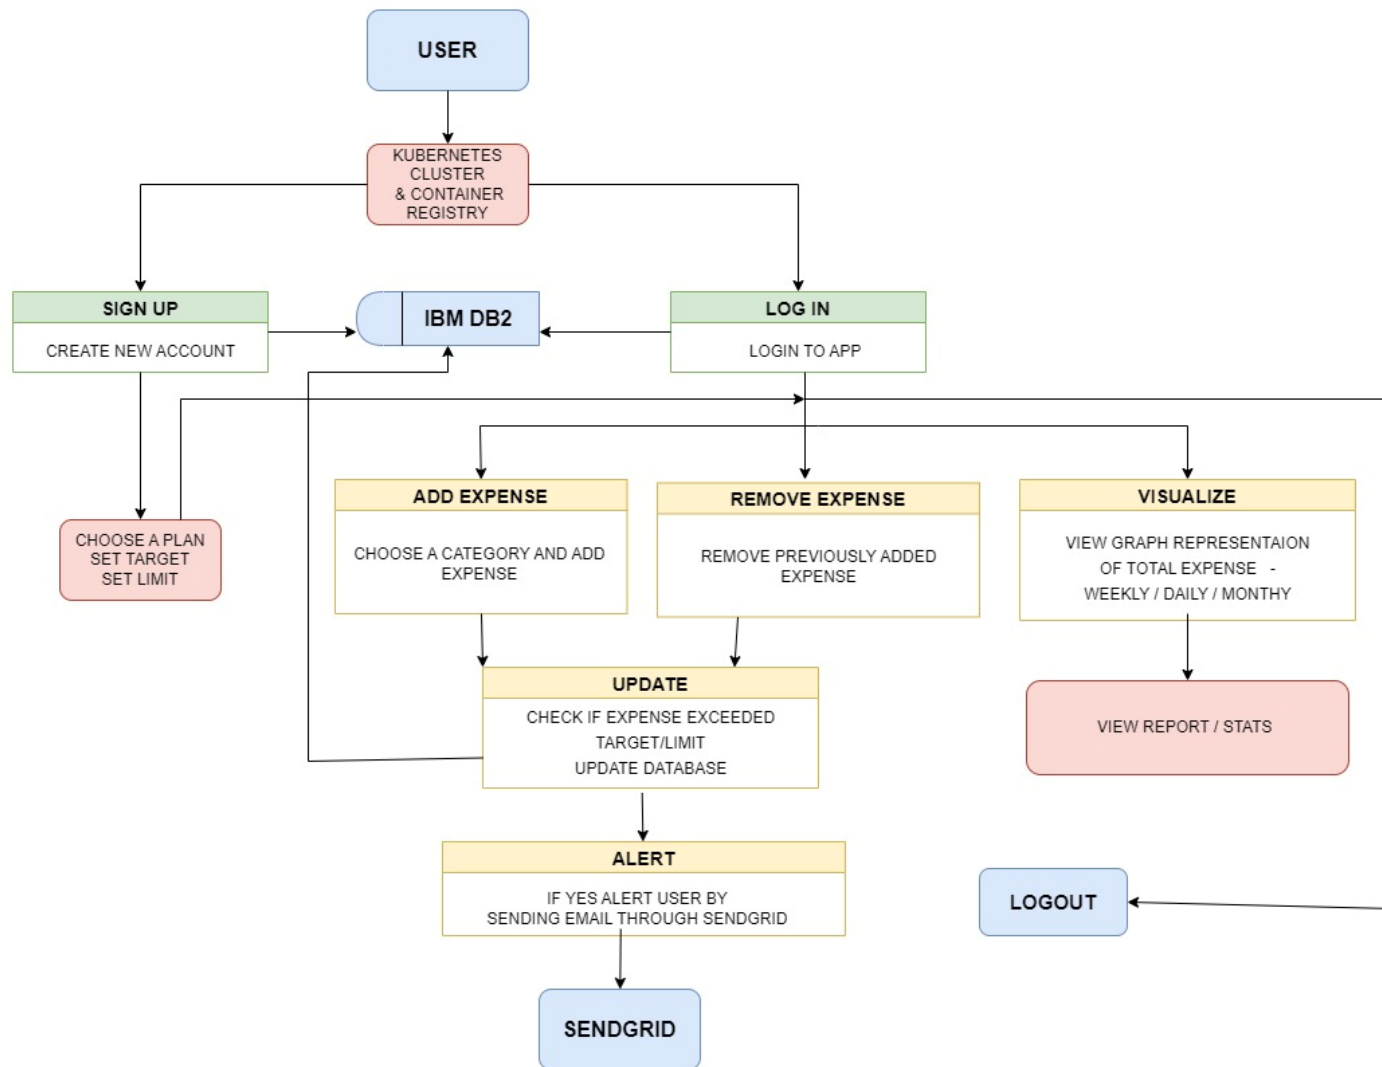 USER
KUBERNETES
CLUSTER
& CONTAINER
REGISTRY
SIGN UP
CREATE NEW ACCOUNT
IBM DB2
LOG IN
LOGIN TO APP
CHOOSE A PLAN
SET TARGET
SET LIMIT
ADD EXPENSE
CHOOSE A CATEGORY AND ADD
EXPENSE
REMOVE EXPENSE
REMOVE PREVIOUSLY ADDED
EXPENSE
VISUALIZE
VIEW GRAPH REPRESENTAION
OF TOTAL EXPENSE -
WEEKLY / DAILY / MONTHY
UPDATE
CHECK IF EXPENSE EXCEEDED
TARGET/LIMIT
UPDATE DATABASE
VIEW REPORT / STATS
ALERT
IF YES ALERT USER BY
SENDING EMAIL THROUGH SENDGRID
LOGOUT
SENDGRID